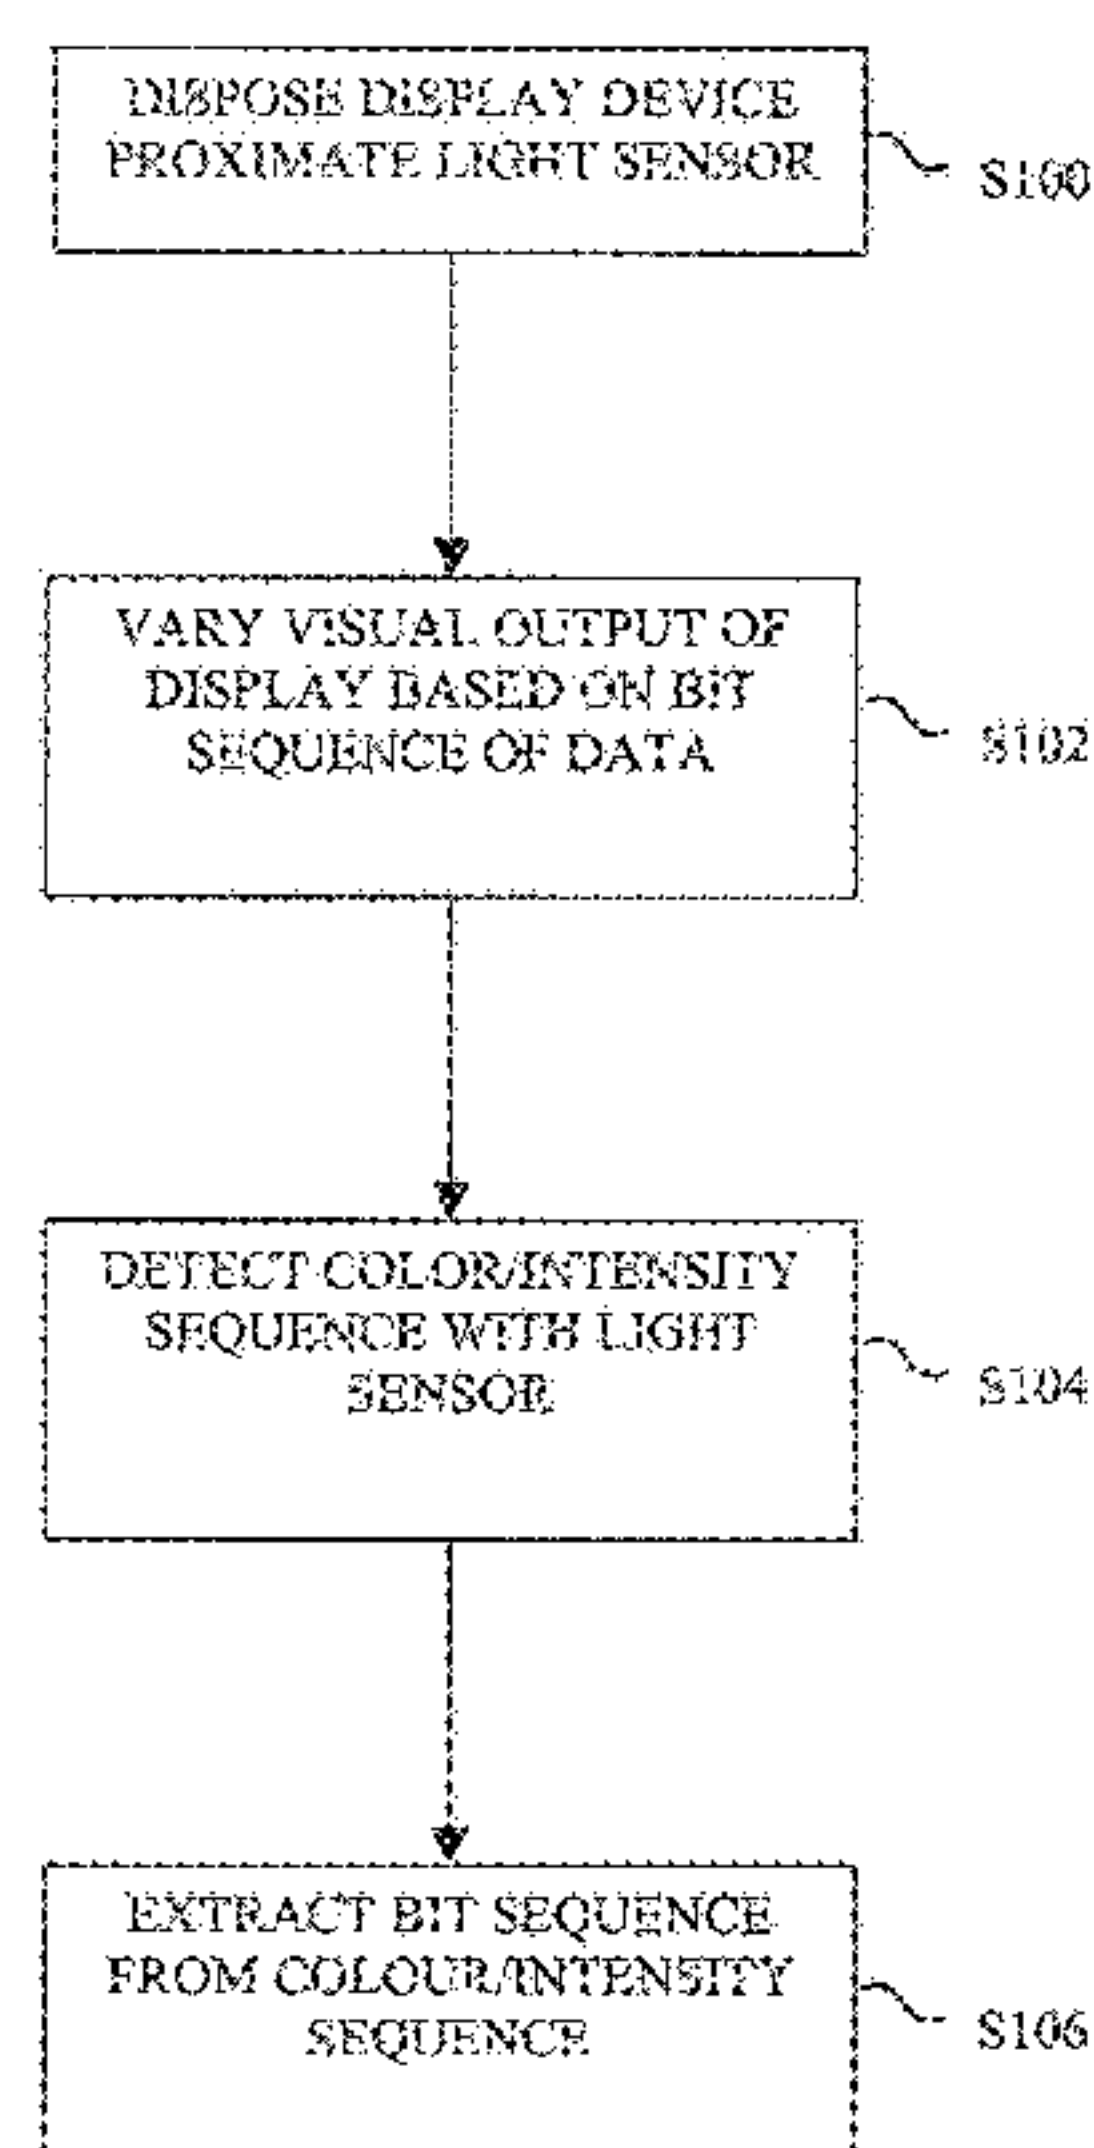 DISPOSE DISPLAY DEVICE
PROXIMATE LIGHT SENSOR
S100
VARY VISUAL OUTPUT OF
DISPLAY BASED ON BIT
SEQUENCE OF DATA
S102
DETECT COLOR/INTENSITY
SEQUENCE WITH LIGHT
SENSOR
S104
EXTRACT BIT SEQUENCE
FROM COLOUR/INTENSITY
SEQUENCE
S106